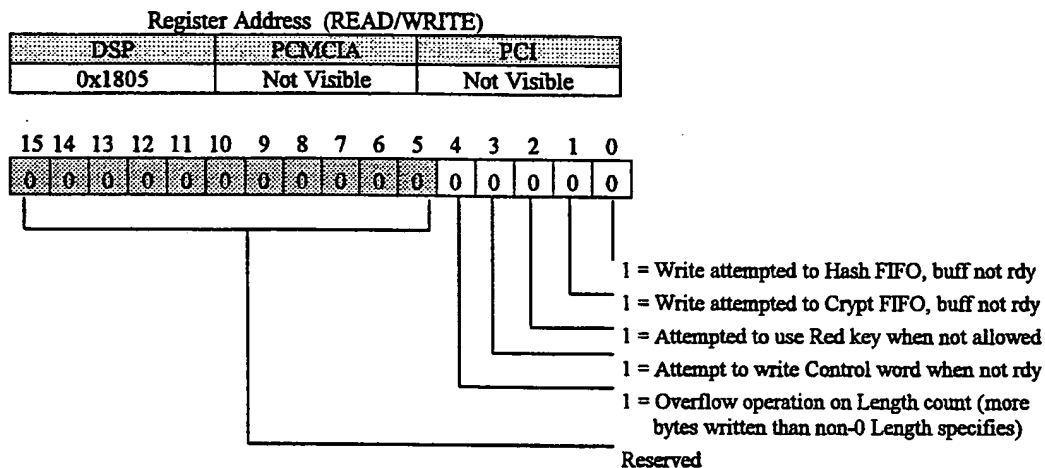 Register Address (READ/WRITE)
DSP PCMCIA PCI
0x1805 Not Visible Not Visible
15 14 13 12 11 10 9 8 7 6 5 4 3 2 1 0
0 0 0 0 0 0 0 0 0 0 0 0 0 0 0 0
1 = Write attempted to Hash FIFO, buff not rdy
1 = Write attempted to Crypt FIFO, buff not rdy
1 = Attempted to use Red key when not allowed
1 = Attempt to write Control word when not rdy
1 = Overflow operation on Length count (more
bytes written than non-0 Length specifies)
Reserved